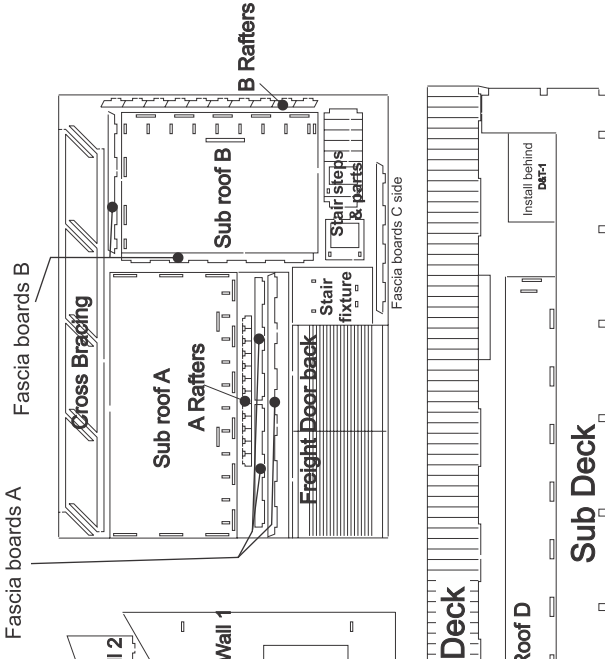 B Rafters
Sub roof B
Stair steps
& parts
Fascia boards C side
Fascia boards B
Cross Bracing
Sub roof A
A Rafters
Stair
fixture
Freight Door back
Fascia boards A
Install behind
D&T-1
Sub Deck
Deck
Roof D
Wall 1
2